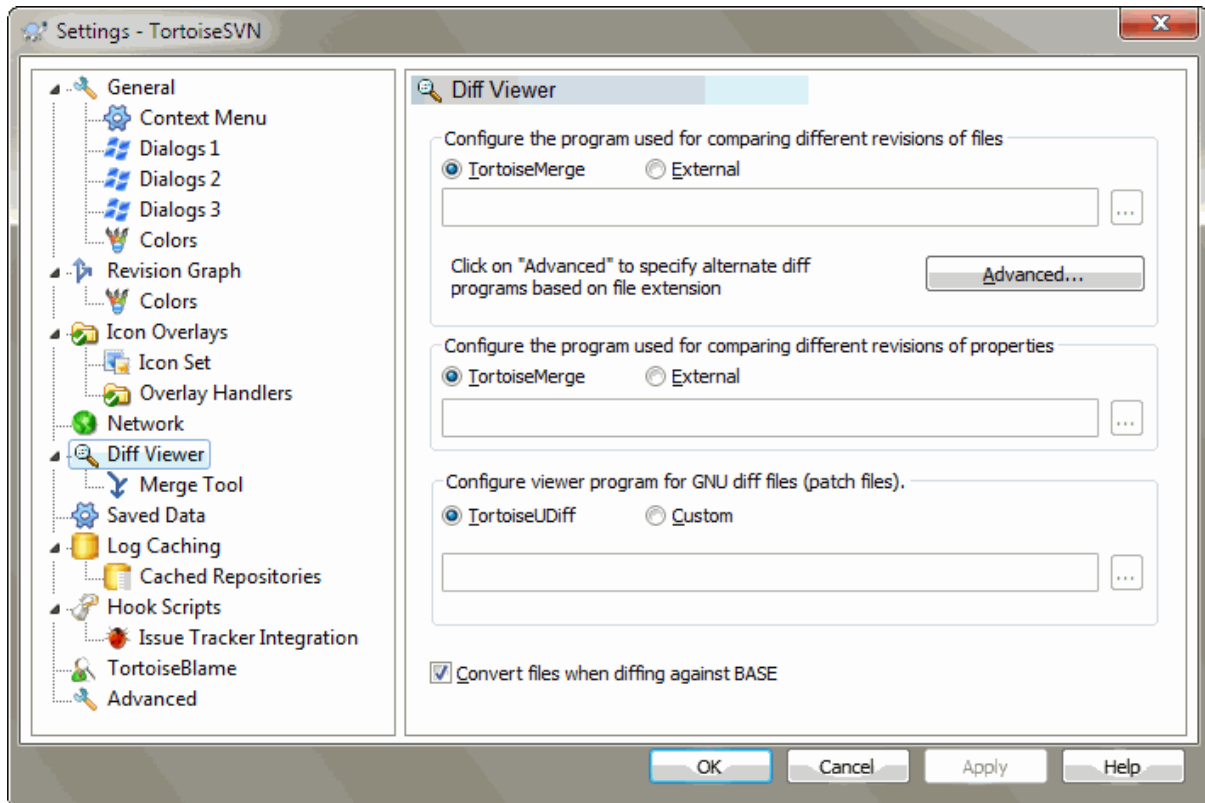 Settings - TortoiseSVN
General
Context Menu
Dialogs 1
Dialogs 2
Dialogs 3
Colors
Revision Graph
Colors
Icon Overlays
Icon Set
Overlay Handlers
Network
Diff Viewer
Merge Tool
Saved Data
Log Caching
Cached Repositories
Hook Scripts
Issue Tracker Integration
TortoiseBlame
Advanced
Diff Viewer
Configure the program used for comparing different revisions of files
TortoiseMerge External
...
Click on "Advanced" to specify alternate diff
programs based on file extension
Advanced...
Configure the program used for comparing different revisions of properties
TortoiseMerge External
...
Configure viewer program for GNU diff files (patch files).
TortoiseUDiff Custom
...
Convert files when diffing against BASE
OK Cancel Apply Help